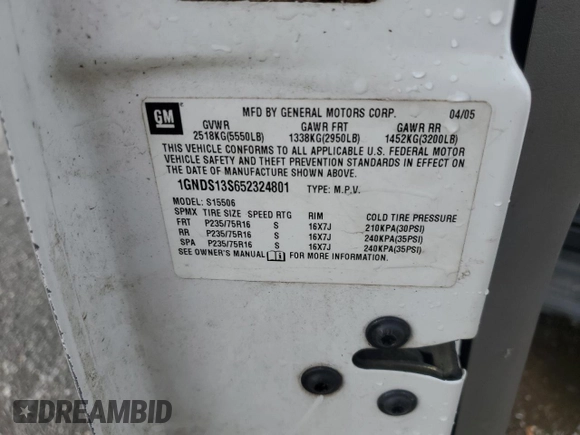 GM
MFD BY GENERAL MOTORS CORP. 04/05
GVWR GAWR FRT GAWR RR
2518KG(5550LB) 1338KG(2950LB) 1452KG(3200LB)
THIS VEHICLE CONFORMS TO ALL APPLICABLE U.S. FEDERAL MOTOR
VEHICLE SAFETY AND THEFT PREVENTION STANDARDS IN EFFECT ON
THE DATE OF MANUFACTURE SHOWN ABOVE.
1GNDS13S652324801 TYPE: M.P.V.
MODEL: S15506
SPMX TIRE SIZE SPEED RTG RIM COLD TIRE PRESSURE
FRT P235/75R16 S 16X7J 210KPA(30PSI)
RR P235/75R16 S 16X7J 240KPA(35PSI)
SPA P235/75R16 S 16X7J 240KPA(35PSI)
SEE OWNER'S MANUAL FOR MORE INFORMATION.
DREAMBID